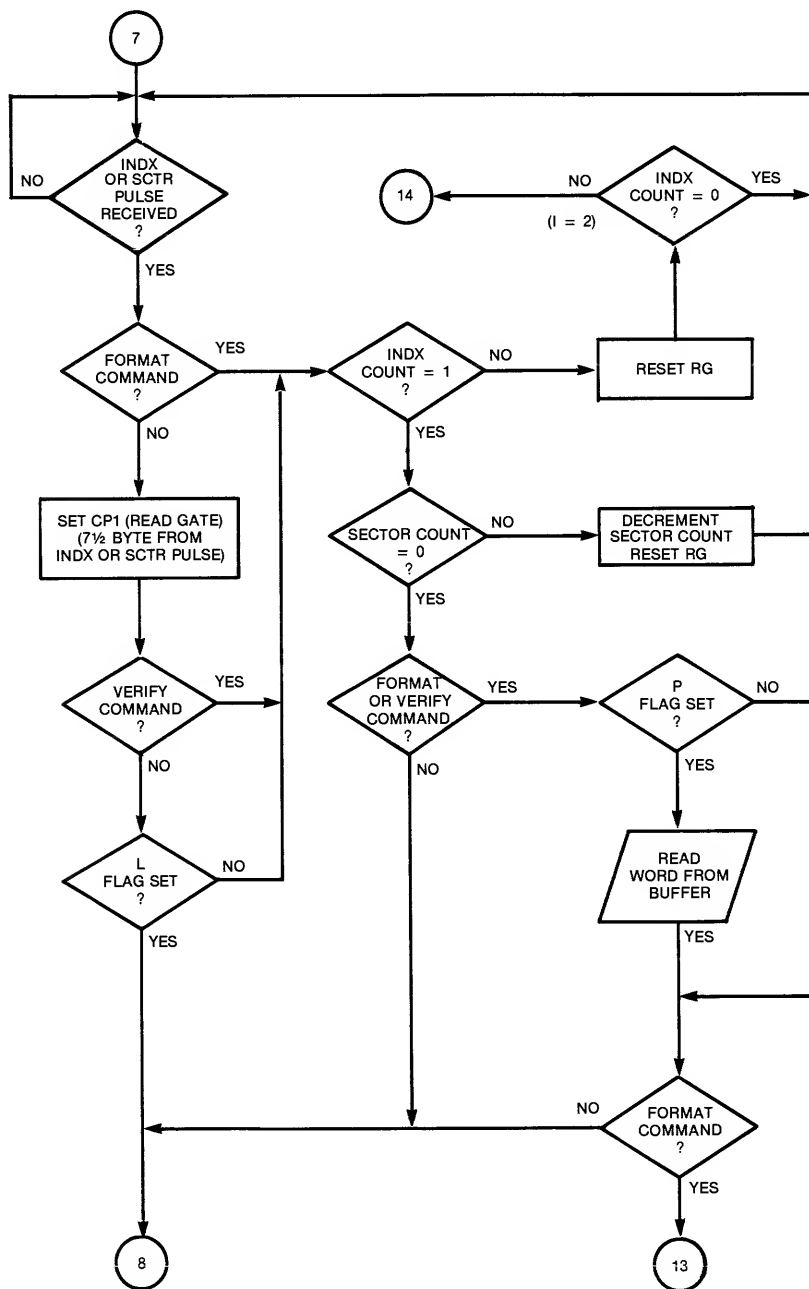 7
INDX
OR SCTR
PULSE
RECEIVED
?
NO
YES
14
NO
(I = 2)
INDX
COUNT = 0
?
YES
FORMAT
COMMAND
?
YES
NO
INDX
COUNT = 1
?
NO
YES
RESET RG
SET CP1 (READ GATE)
(7½ BYTE FROM
INDX OR SCTR PULSE)
SECTOR COUNT
= 0
?
NO
YES
DECREMENT
SECTOR COUNT
RESET RG
VERIFY
COMMAND
?
YES
NO
FORMAT
OR VERIFY
COMMAND
?
YES
NO
P
FLAG SET
?
NO
YES
L
FLAG SET
?
NO
YES
READ
WORD FROM
BUFFER
YES
FORMAT
COMMAND
?
NO
YES
8
13